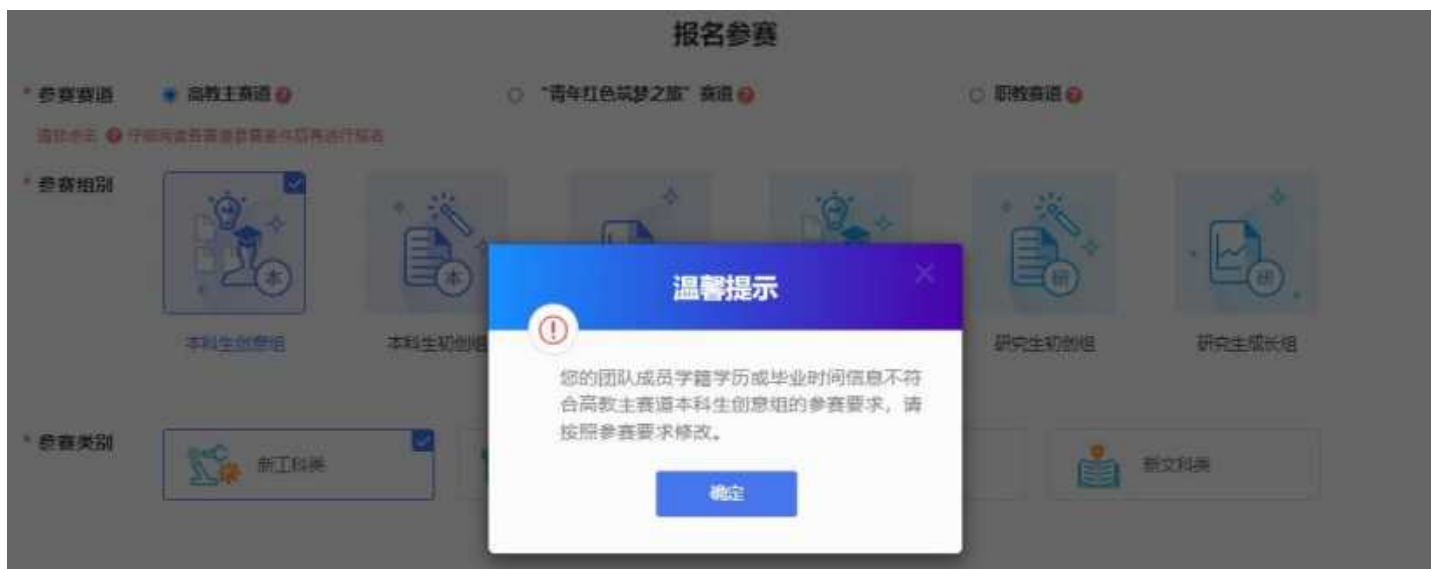 报名参赛
* 参赛赛道 高教主赛道 “青年红色筑梦之旅”赛道 职教赛道
* 参赛组别
本
本
研
研
本科生创意组 本科生初创组 研究生初创组 研究生成长组
温馨提示
您的团队成员学籍学历或毕业时间信息不符
合高教主赛道本科生创意组的参赛要求，请
按照参赛要求修改。
* 参赛类别 新工科类 新文科类
确定